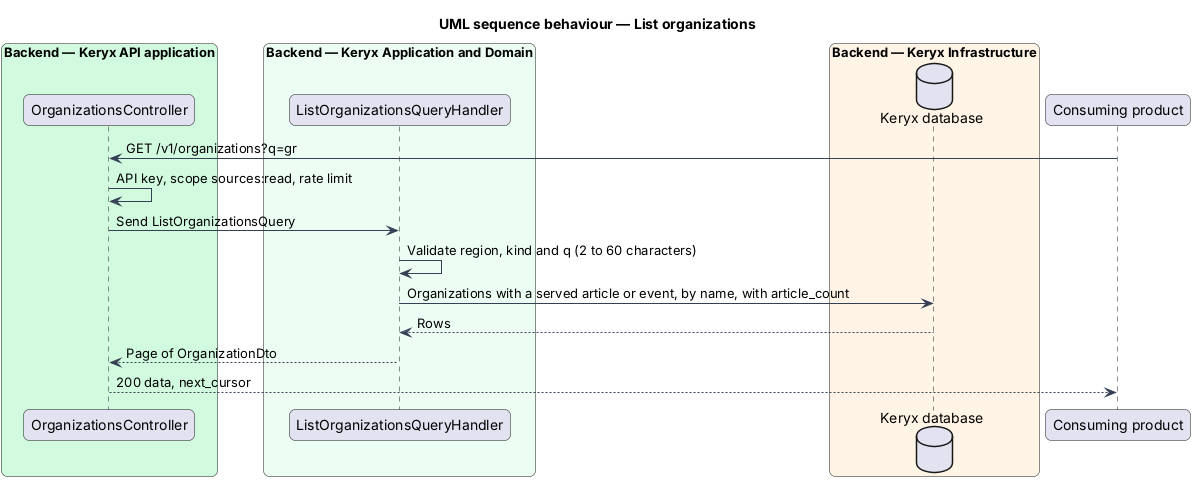 UML sequence behaviour — List organizations
Backend — Keryx API application
Backend — Keryx Application and Domain
Backend — Keryx Infrastructure
OrganizationsController
ListOrganizationsQueryHandler
Keryx database
Consuming product
GET /v1/organizations?q=gr
API key, scope sources:read, rate limit
Send ListOrganizationsQuery
Validate region, kind and q (2 to 60 characters)
Organizations with a served article or event, by name, with article_count
Rows
Page of OrganizationDto
200 data, next_cursor
OrganizationsController
ListOrganizationsQueryHandler
Keryx database
Consuming product